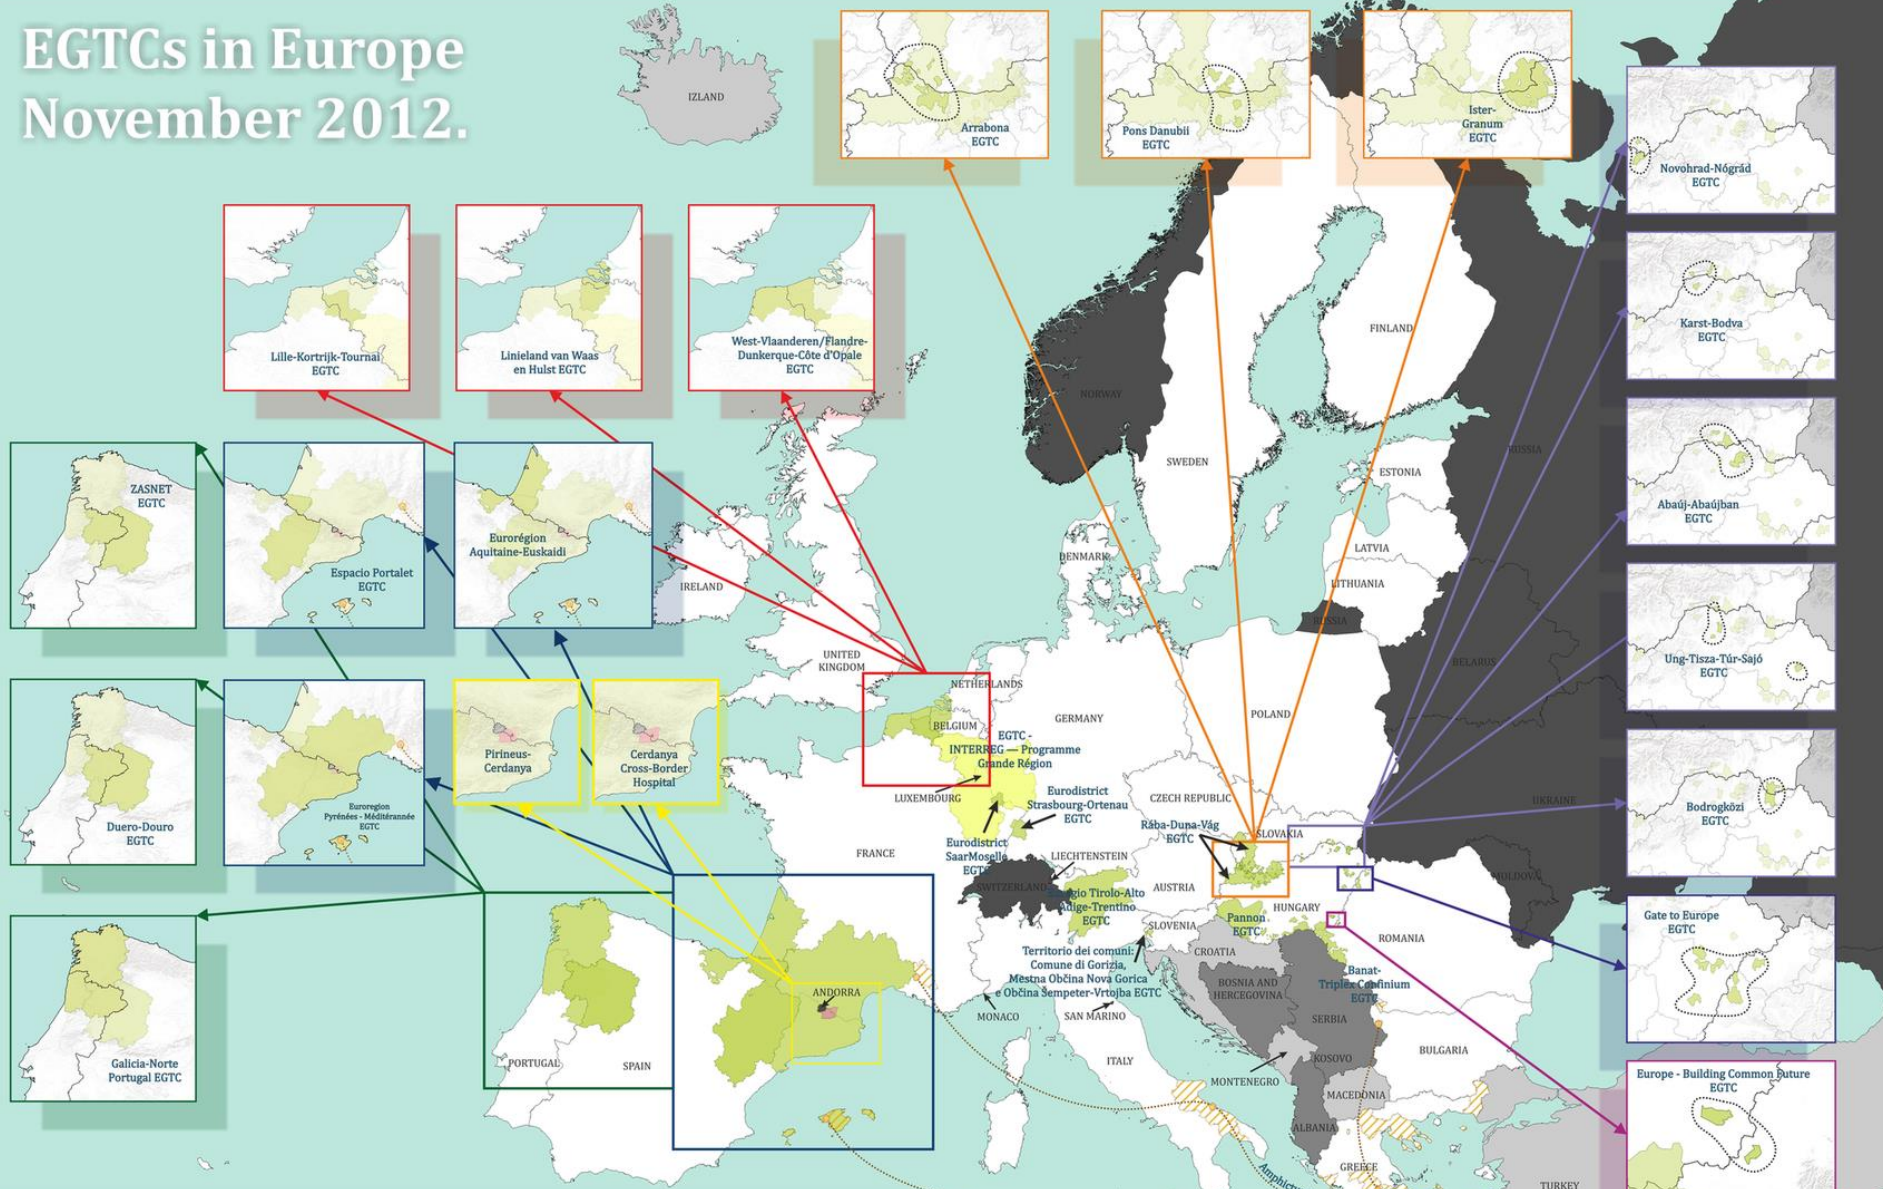 EGTCs in Europe
November 2012.
IZLAND
Arrabona
EGTC
Pons Danubii
EGTC
Ister-
Granum
EGTC
Novohrad-Nógrád
EGTC
Lille-Kortrijk-Tournai
EGTC
Linieland van Waas
en Hulst EGTC
West-Vlaanderen/Flandre-
Dunkerque-Côte d'Opale
EGTC
Karst-Bodva
EGTC
FINLAND
NORWAY
SWEDEN
RUSSIA
ESTONIA
ZASNET
EGTC
Espacio Portalet
EGTC
Eurorégion
Aquitaine-Euskaidi
Abaúj-Abaújban
EGTC
LATVIA
DENMARK
LITHUANIA
IRELAND
RUSSIA
UNITED
KINGDOM
BELARUS
Ung-Tisza-Túr-Sajó
EGTC
NETHERLANDS
BELGIUM
GERMANY
POLAND
EGTC -
INTERREG — Programme
Grande Région
Duero-Douro
EGTC
Euroregion
Pyrénées - Méditérannée
EGTC
Pirineus-
Cerdanya
Cerdanya
Cross-Border
Hospital
LUXEMBOURG
Eurodistrict
Strasbourg-Ortenau
EGTC
CZECH REPUBLIC
UKRAINE
Bodrogközi
EGTC
Rába-Duna-Vág
EGTC
SLOVAKIA
FRANCE
Eurodistrict
SaarMoselle
EGTC
LIECHTENSTEIN
SWITZERLAND
AUSTRIA
MOLDOVA
Tirolo-Alto
Adige-Trentino
EGTC
HUNGARY
Pannon
EGTC
SLOVENIA
ROMANIA
CROATIA
Gate to Europe
EGTC
Territorio dei comuni:
Comune di Gorizia,
Mestna Občina Nova Gorica
e Občina Šempeter-Vrtojba EGTC
Banat-
Triplex Confinium
EGTC
BOSNIA AND
HERCEGOVINA
ANDORRA
MONACO
SAN MARINO
SERBIA
Galicia-Norte
Portugal EGTC
PORTUGAL
SPAIN
ITALY
KOSOVO
BULGARIA
MONTENEGRO
MACEDONIA
Europe - Building Common Future
EGTC
ALBANIA
GREECE
TURKEY